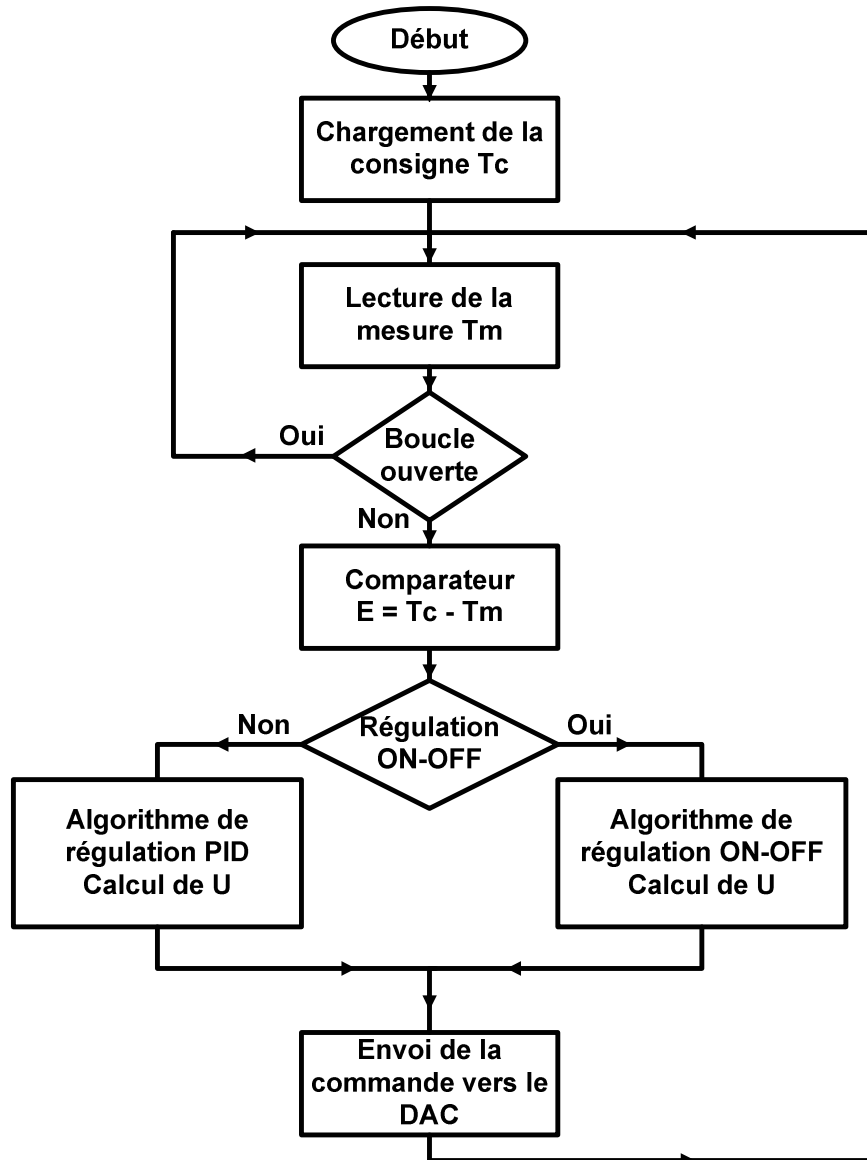 Début
Chargement de la
consigne Tc
Lecture de la
mesure Tm
Oui
Boucle
ouverte
Non
Comparateur
E = Tc - Tm
Non
Régulation
ON-OFF
Oui
Algorithme de
régulation PID
Calcul de U
Algorithme de
régulation ON-OFF
Calcul de U
Envoi de la
commande vers le
DAC